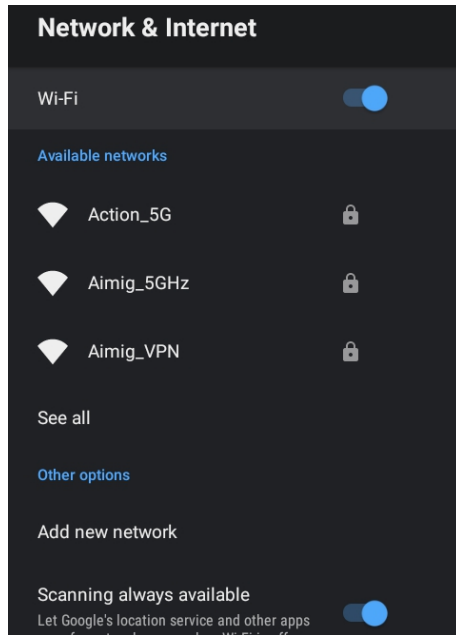 Network & Internet
Wi-Fi
Available networks
Action_5G
Aimig_5GHz
Aimig_VPN
See all
Other options
Add new network
Scanning always available
Let Google's location service and other apps